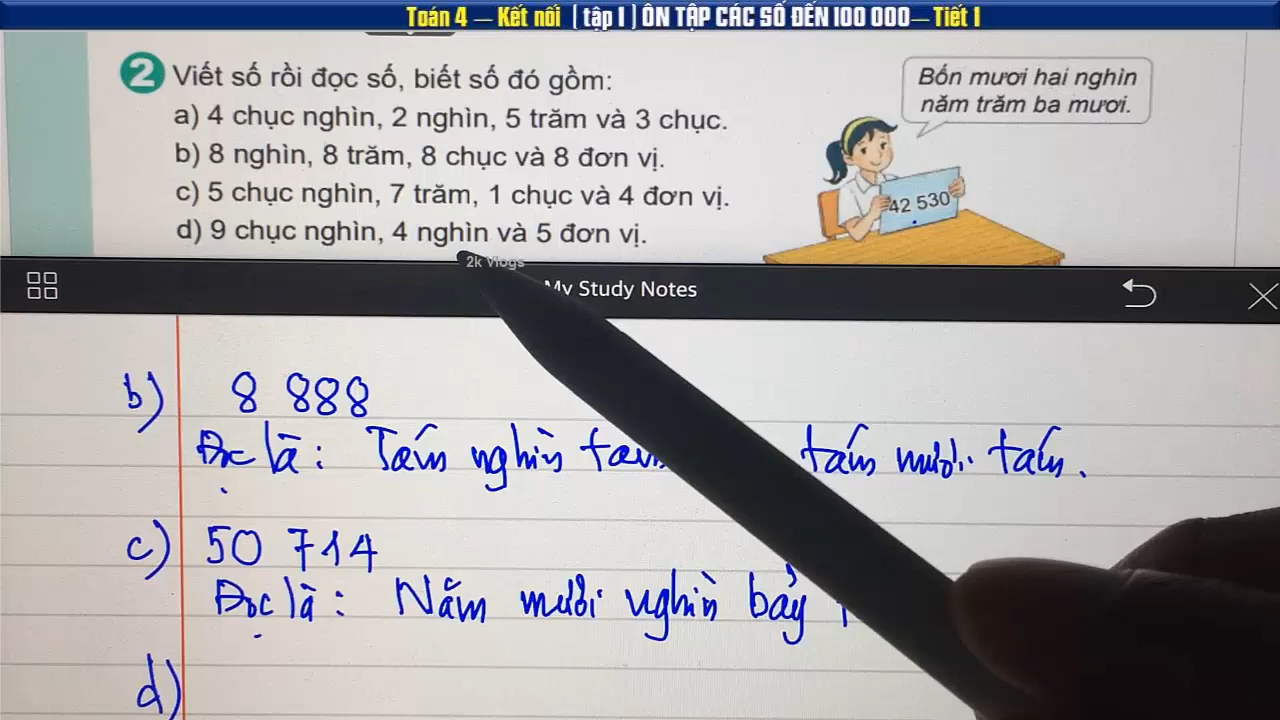 Toán 4 – Kết nối ( tập 1 ) ÔN TẬP CÁC SỐ ĐẾN 100 000 – Tiết 1
2 Viết số rồi đọc số, biết số đó gồm:
a) 4 chục nghìn, 2 nghìn, 5 trăm và 3 chục.
b) 8 nghìn, 8 trăm, 8 chục và 8 đơn vị.
c) 5 chục nghìn, 7 trăm, 1 chục và 4 đơn vị.
d) 9 chục nghìn, 4 nghìn và 5 đơn vị.
Bốn mươi hai nghìn
năm trăm ba mươi.
42 530
2k Vlogs
My Study Notes
b) 8 888
Đọc là: Tám nghìn tám tám mươi tám.
c) 50 714
Đọc là: Năm mươi nghìn bảy
d)